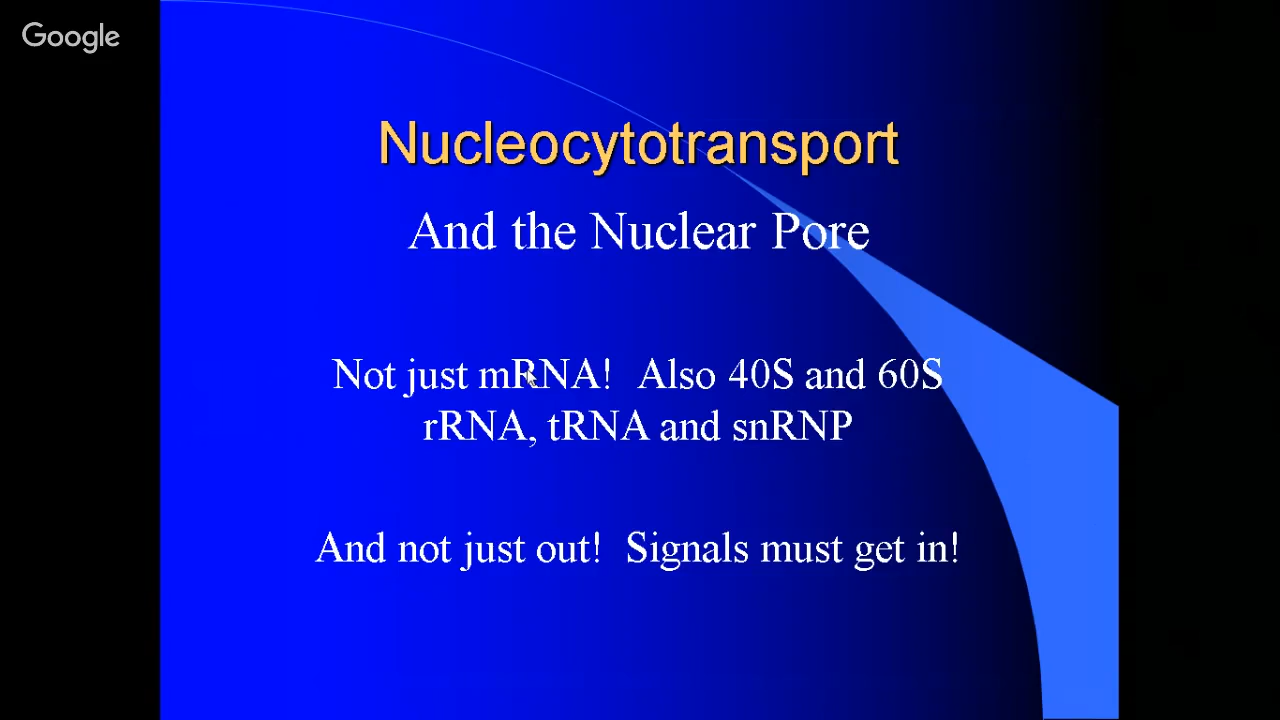 Google
Nucleocytotransport
And the Nuclear Pore
Not just mRNA! Also 40S and 60S
rRNA, tRNA and snRNP
And not just out! Signals must get in!